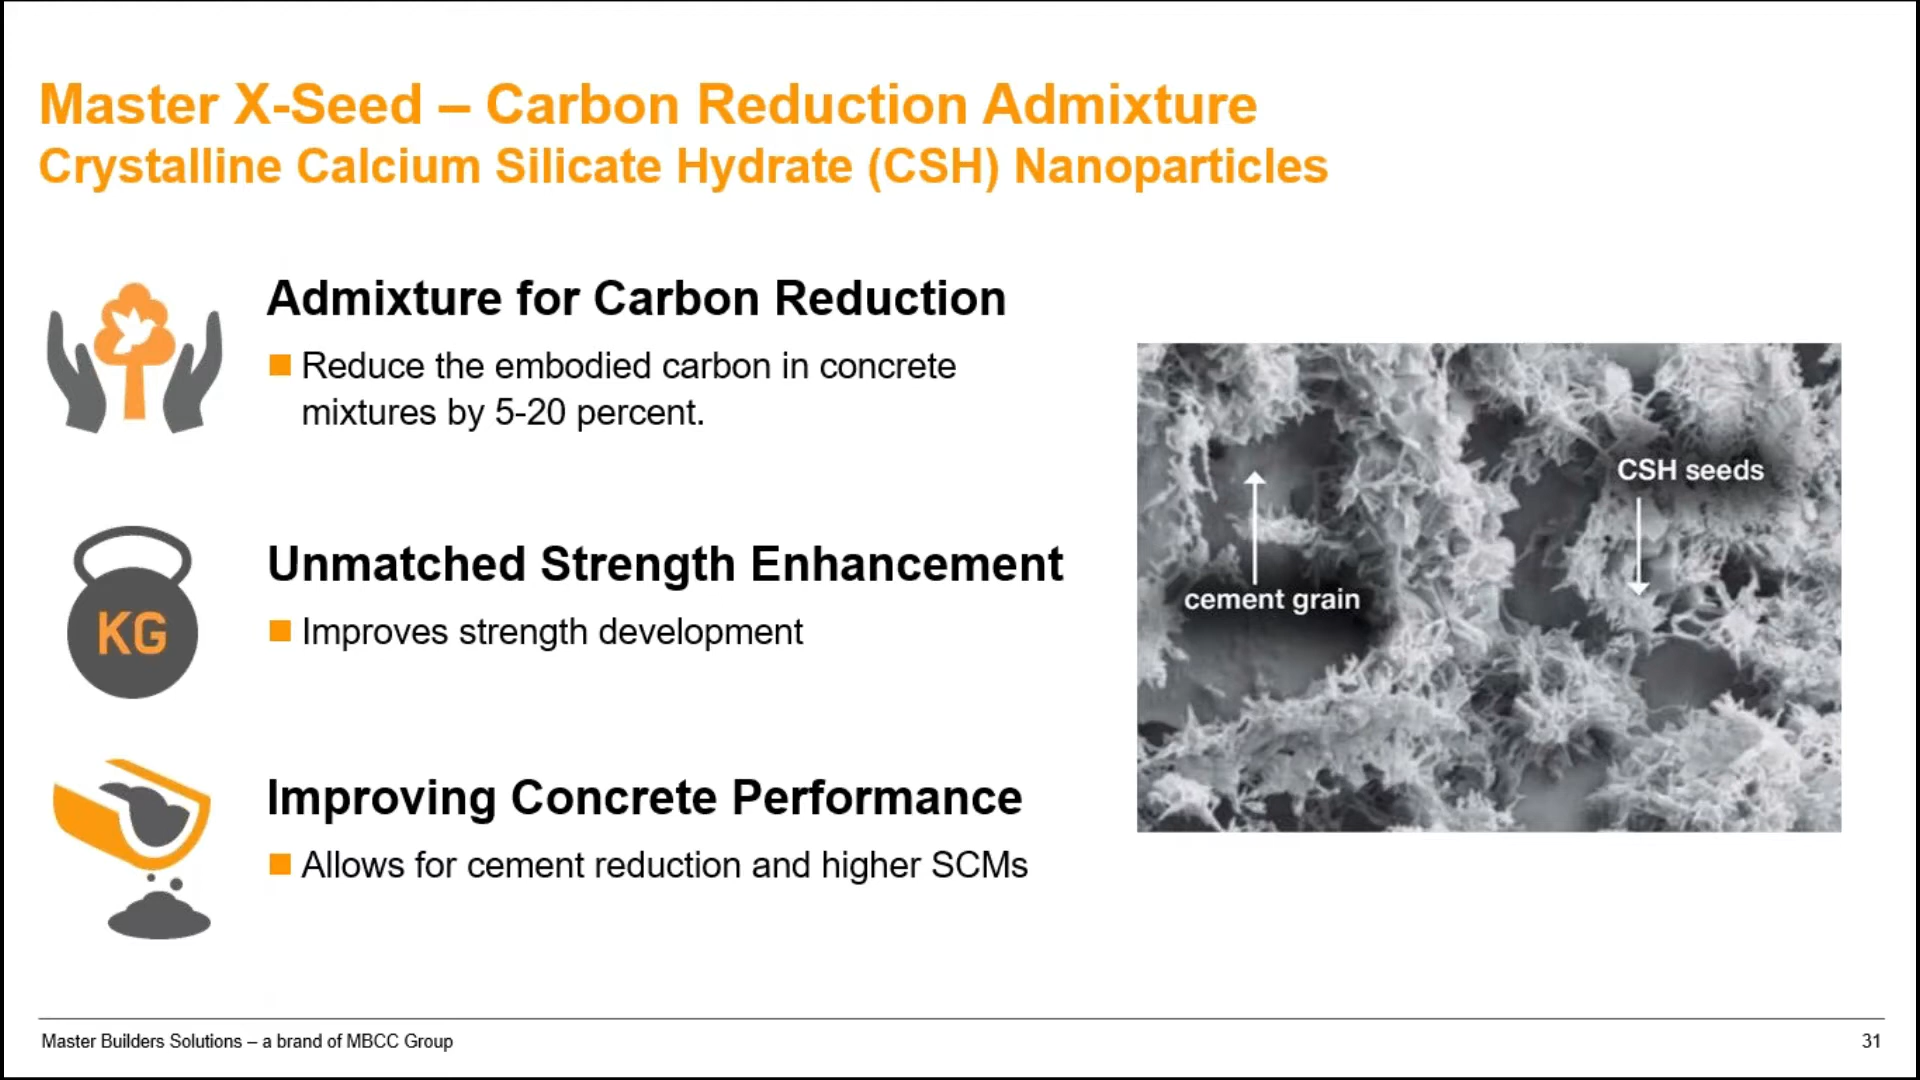 Master X-Seed – Carbon Reduction Admixture
Crystalline Calcium Silicate Hydrate (CSH) Nanoparticles
Admixture for Carbon Reduction
Reduce the embodied carbon in concrete
mixtures by 5-20 percent.
KG
Unmatched Strength Enhancement
Improves strength development
Improving Concrete Performance
Allows for cement reduction and higher SCMs
CSH seeds
cement grain
Master Builders Solutions – a brand of MBCC Group
31